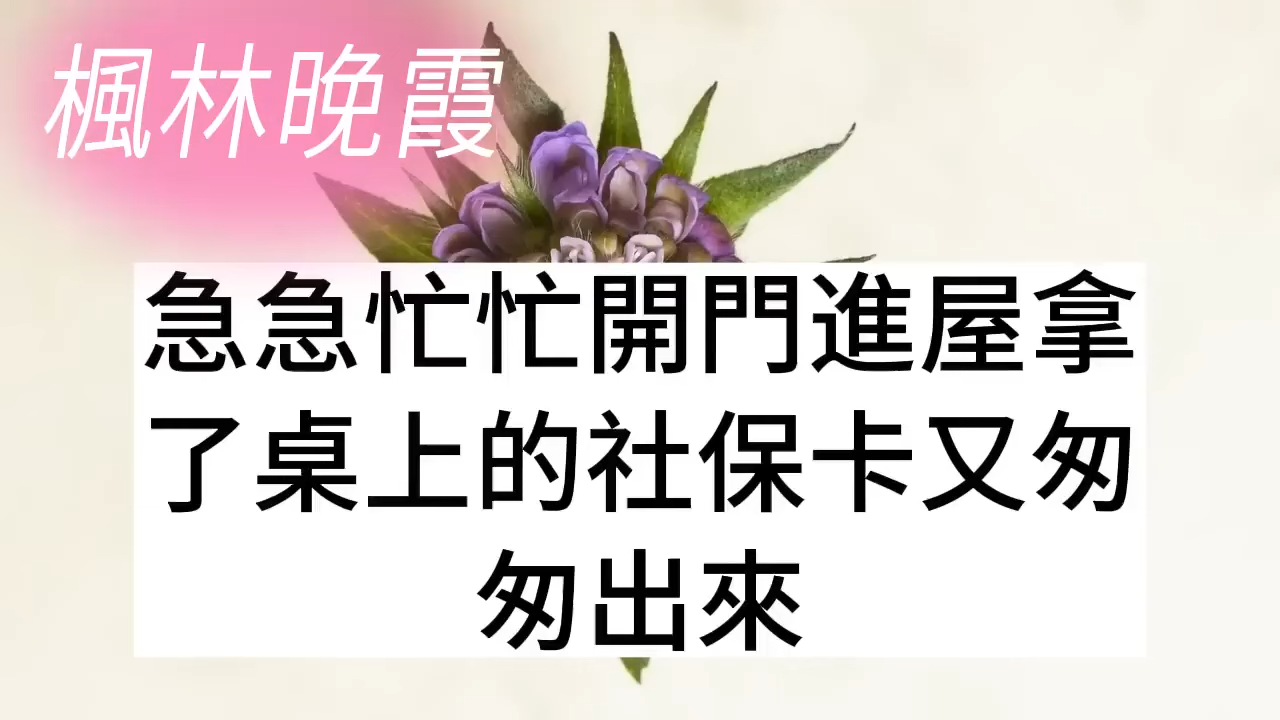 楓林晚霞
急急忙忙開門進屋拿
了桌上的社保卡又匆
匆出來